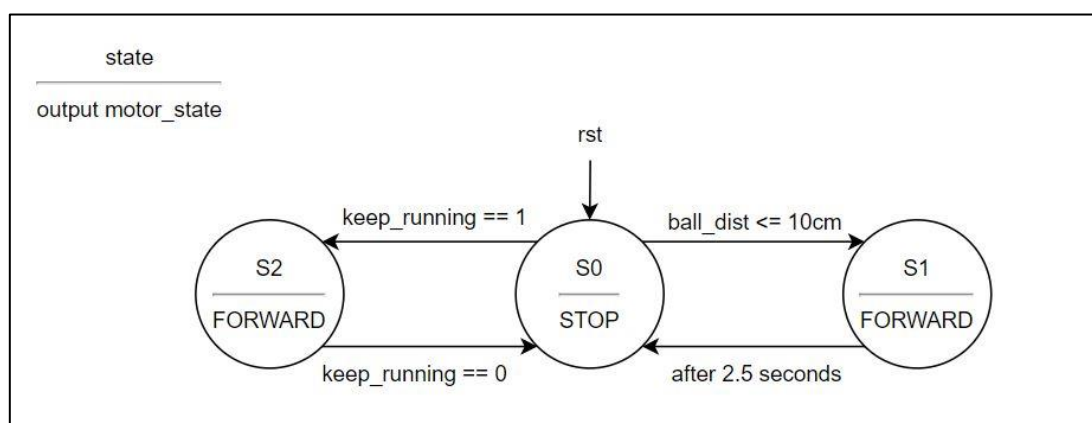 state
output motor_state
rst
keep_running == 1
ball_dist <= 10cm
S2
FORWARD
S0
STOP
S1
FORWARD
keep_running == 0
after 2.5 seconds